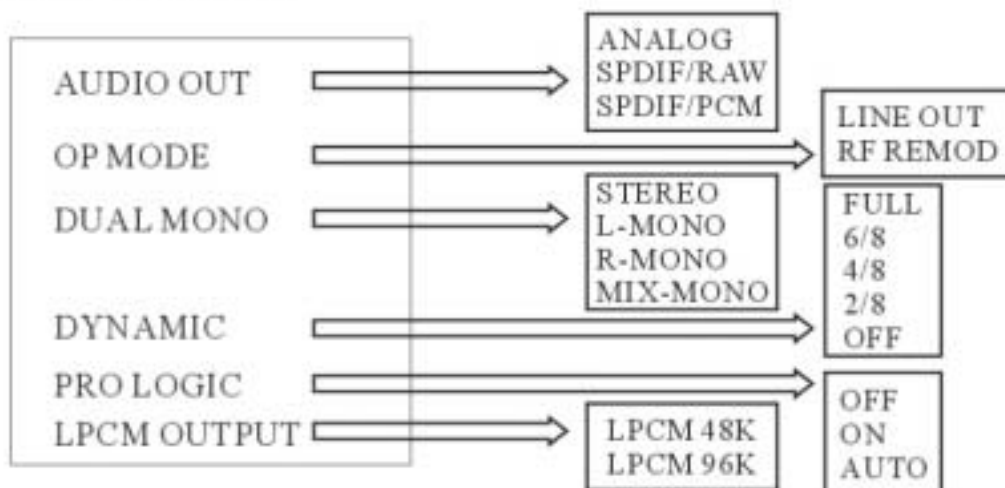 AUDIO OUT
ANALOG
SPDIF/RAW
SPDIF/PCM
OP MODE
LINE OUT
RF REMOD
DUAL MONO
STEREO
L-MONO
R-MONO
MIX-MONO
DYNAMIC
FULL
6/8
4/8
2/8
OFF
PRO LOGIC
OFF
ON
AUTO
LPCM OUTPUT
LPCM 48K
LPCM 96K